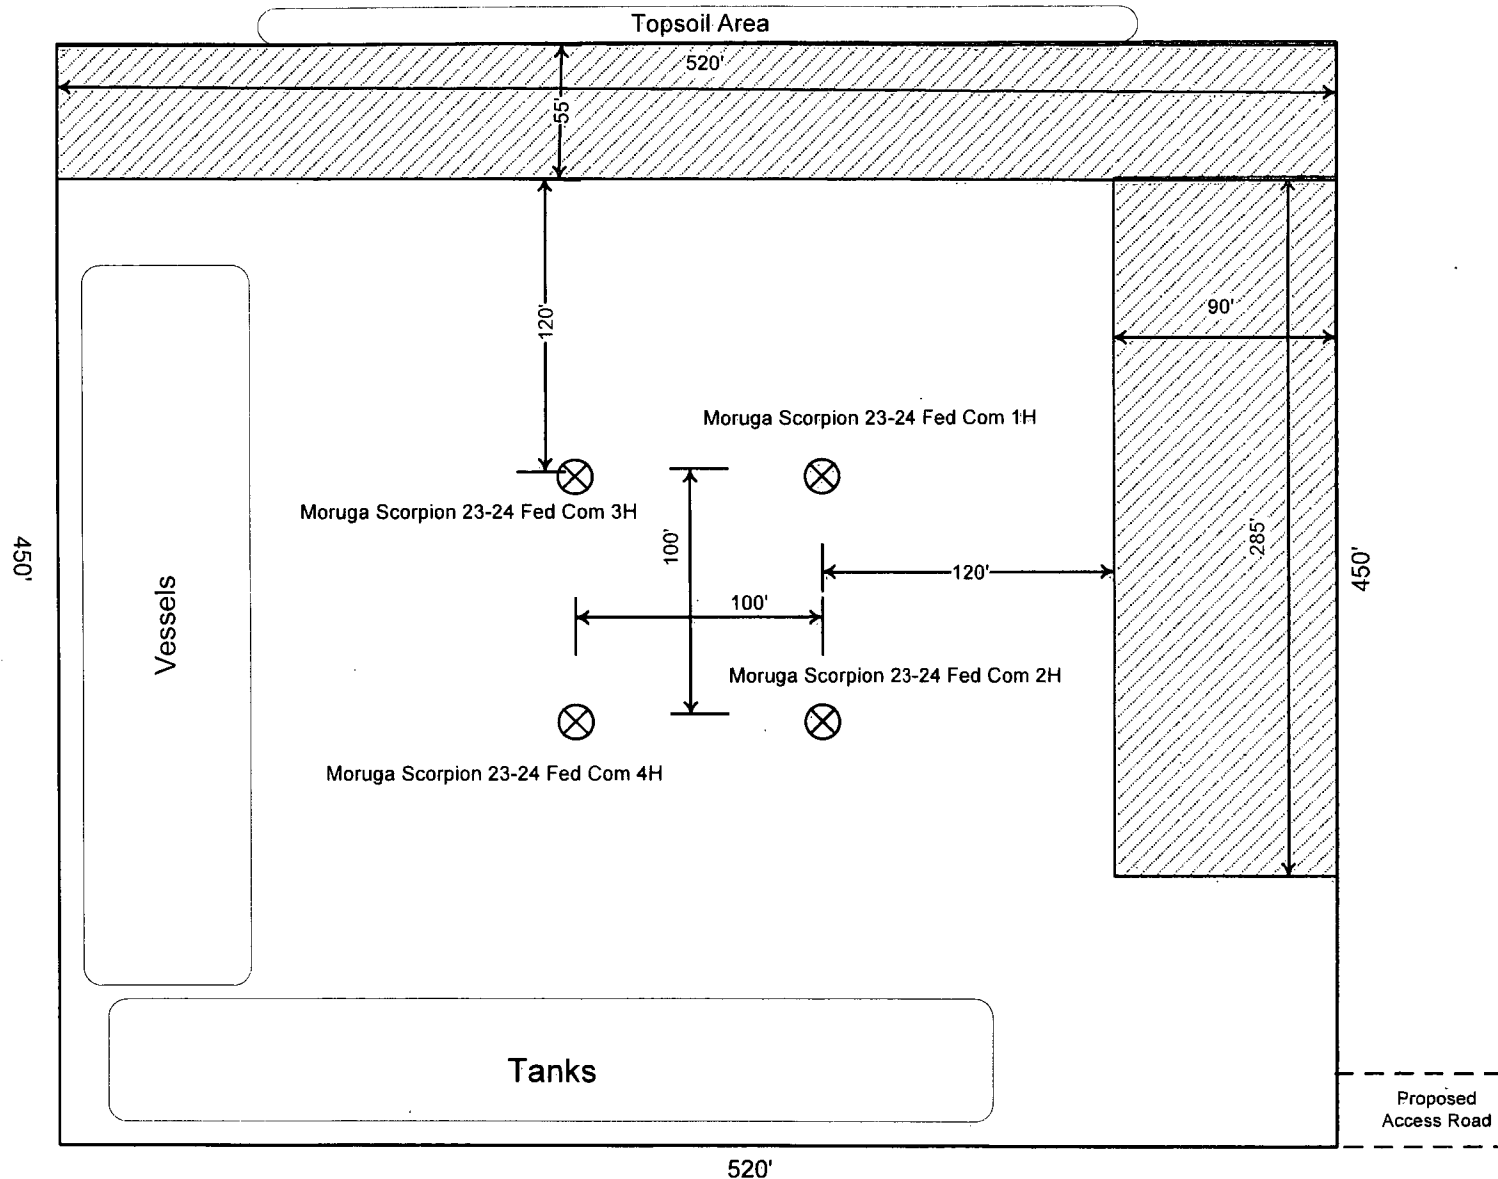 Topsoil Area
520'
55'
120'
90'
Moruga Scorpion 23-24 Fed Com 1H
Moruga Scorpion 23-24 Fed Com 3H
285'
100'
450'
450'
120'
100'
Vessels
Moruga Scorpion 23-24 Fed Com 2H
Moruga Scorpion 23-24 Fed Com 4H
Tanks
Proposed
Access Road
520'